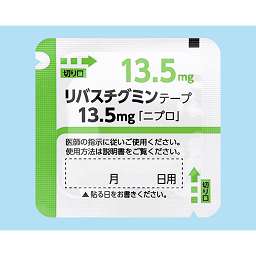 切り口
13.5mg
リバスチグミンテープ
13.5mg「ニプロ」
医師の指示に従いご使用ください。
使用方法は説明書をご覧ください。
月 日用
▲貼る日をお書きください。
切り口